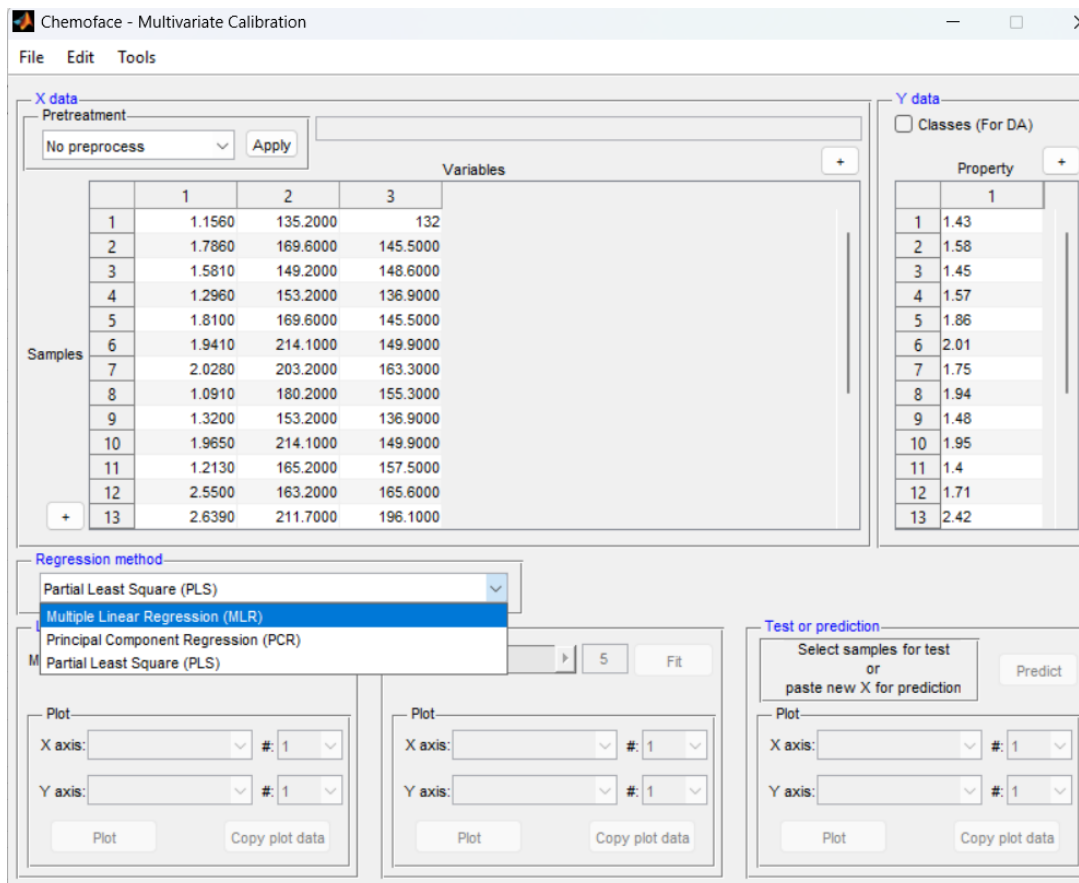 Chemoface - Multivariate Calibration
File Edit Tools
X data
Pretreatment
No preprocess Apply
Variables +
1 2 3
1 1.1560 135.2000 132
2 1.7860 169.6000 145.5000
3 1.5810 149.2000 148.6000
4 1.2960 153.2000 136.9000
5 1.8100 169.6000 145.5000
6 1.9410 214.1000 149.9000
7 2.0280 203.2000 163.3000
8 1.0910 180.2000 155.3000
9 1.3200 153.2000 136.9000
10 1.9650 214.1000 149.9000
11 1.2130 165.2000 157.5000
12 2.5500 163.2000 165.6000
13 2.6390 211.7000 196.1000
Samples
+
Y data
Classes (For DA)
Property +
1
1 1.43
2 1.58
3 1.45
4 1.57
5 1.86
6 2.01
7 1.75
8 1.94
9 1.48
10 1.95
11 1.4
12 1.71
13 2.42
Regression method
Partial Least Square (PLS)
Multiple Linear Regression (MLR)
Principal Component Regression (PCR)
Partial Least Square (PLS)
5 Fit
Plot
X axis: #: 1
Y axis: #: 1
Plot Copy plot data
Plot
X axis: #: 1
Y axis: #: 1
Plot Copy plot data
Test or prediction
Select samples for test
or
paste new X for prediction
Predict
Plot
X axis: #: 1
Y axis: #: 1
Plot Copy plot data